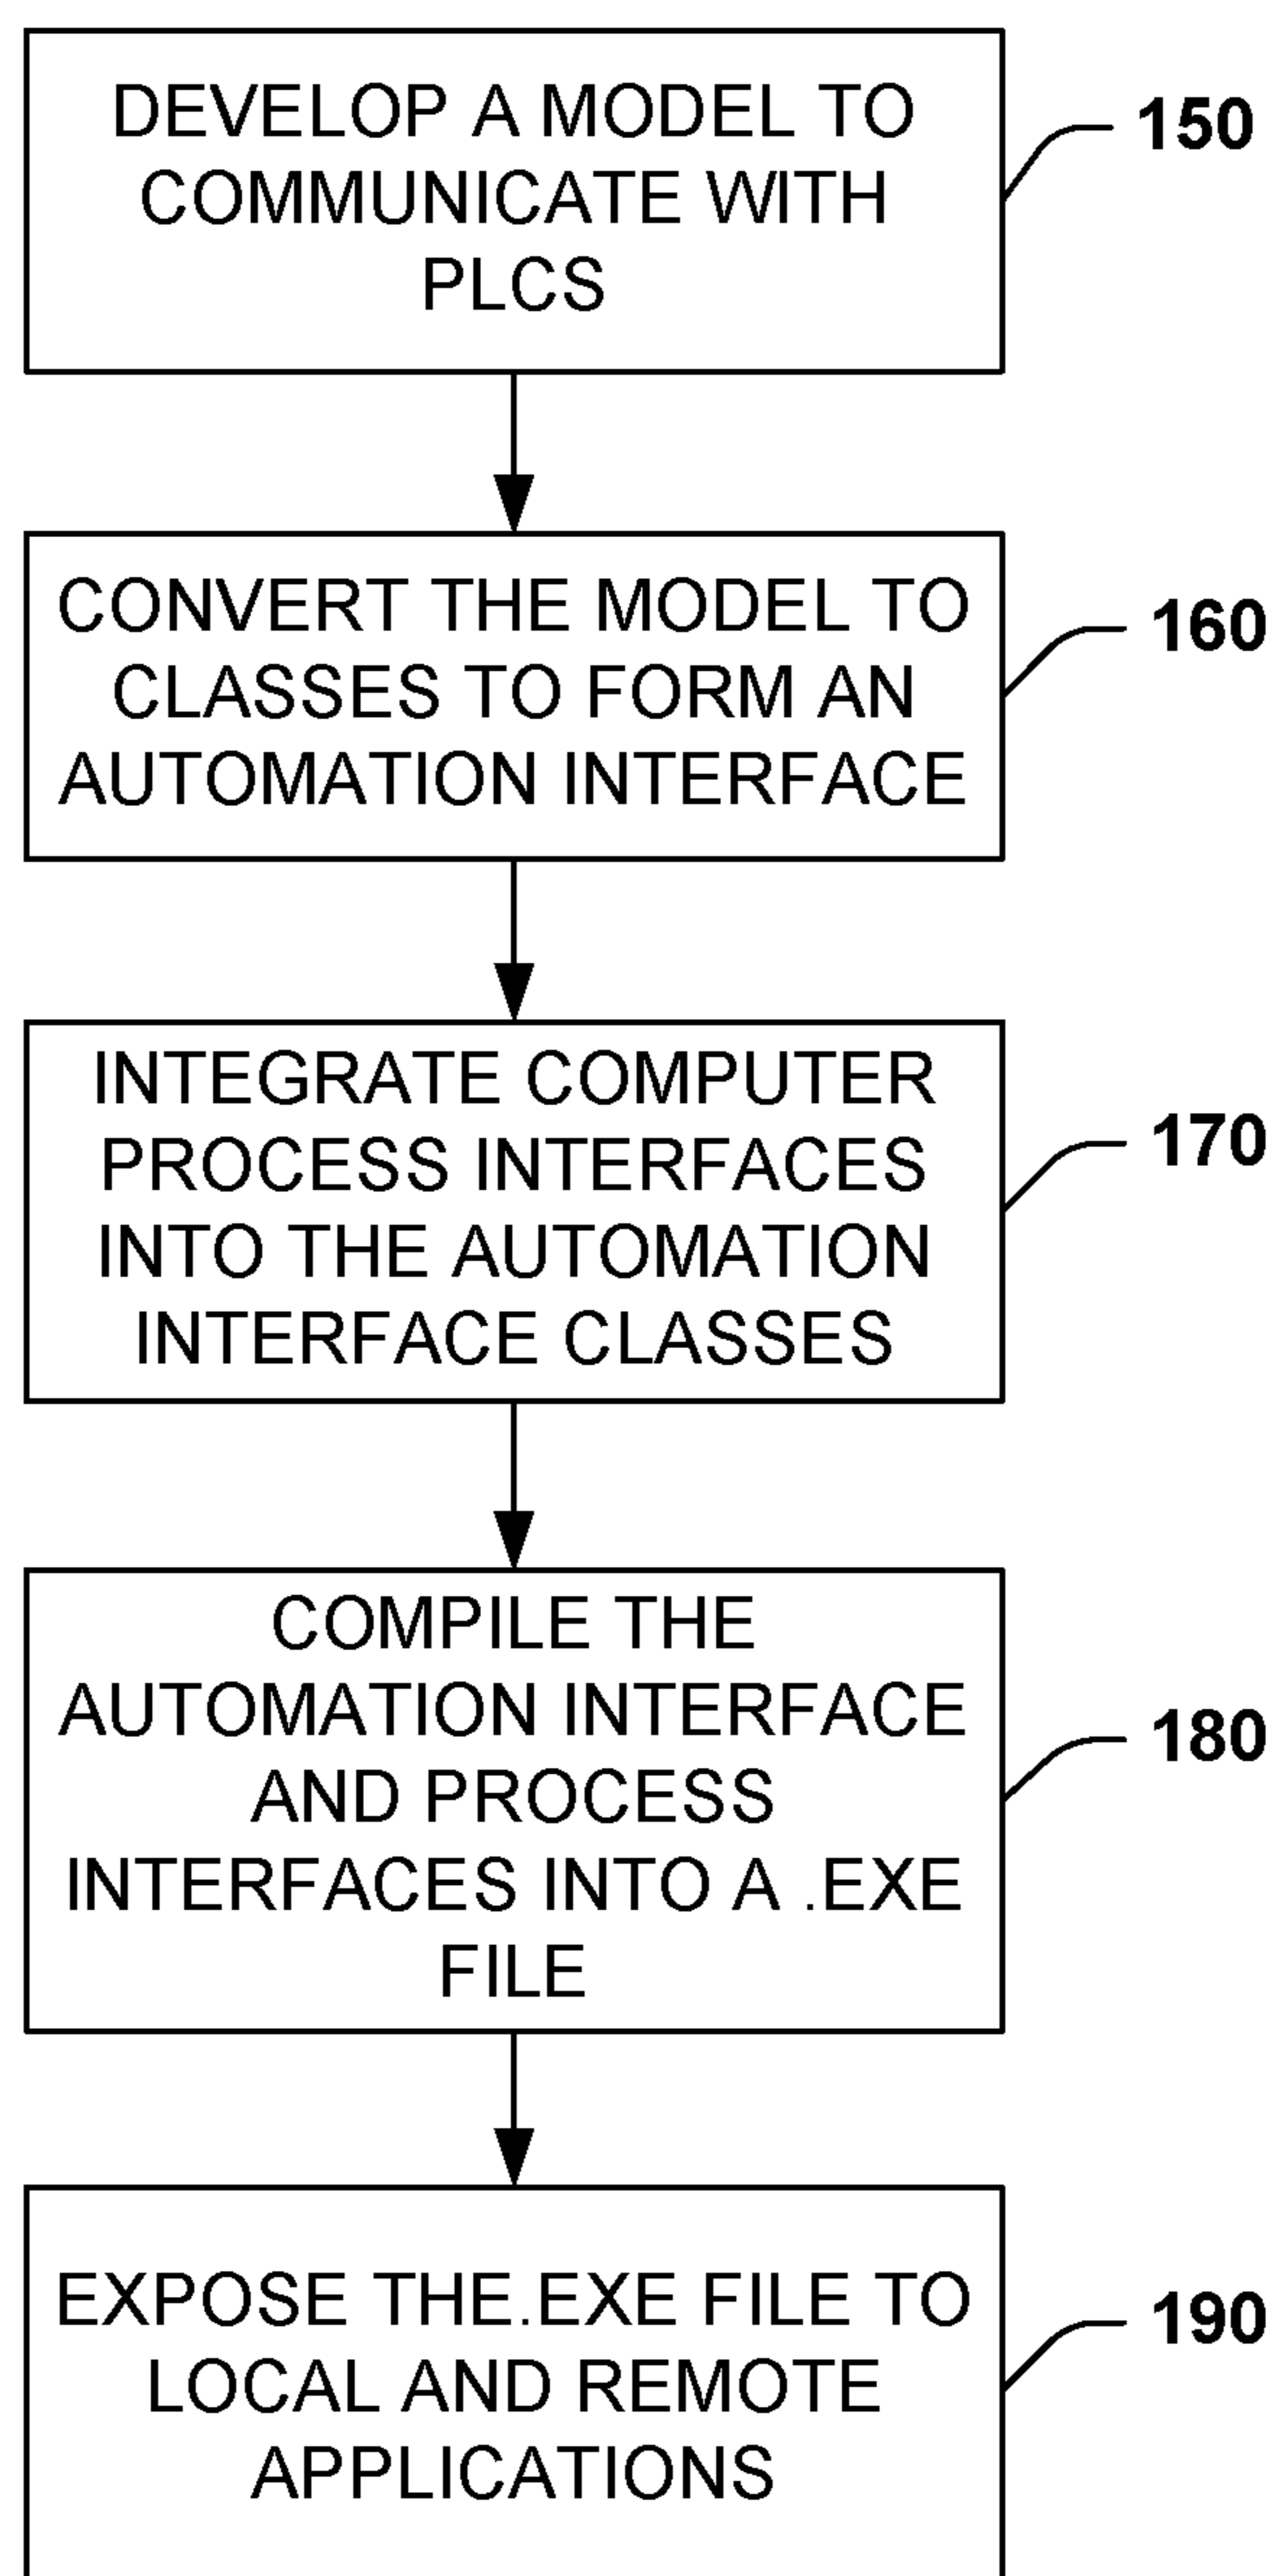 DEVELOP A MODEL TO
COMMUNICATE WITH
PLCS
150
CONVERT THE MODEL TO
CLASSES TO FORM AN
AUTOMATION INTERFACE
160
INTEGRATE COMPUTER
PROCESS INTERFACES
INTO THE AUTOMATION
INTERFACE CLASSES
170
COMPILE THE
AUTOMATION INTERFACE
AND PROCESS
INTERFACES INTO A .EXE
FILE
180
EXPOSE THE.EXE FILE TO
LOCAL AND REMOTE
APPLICATIONS
190